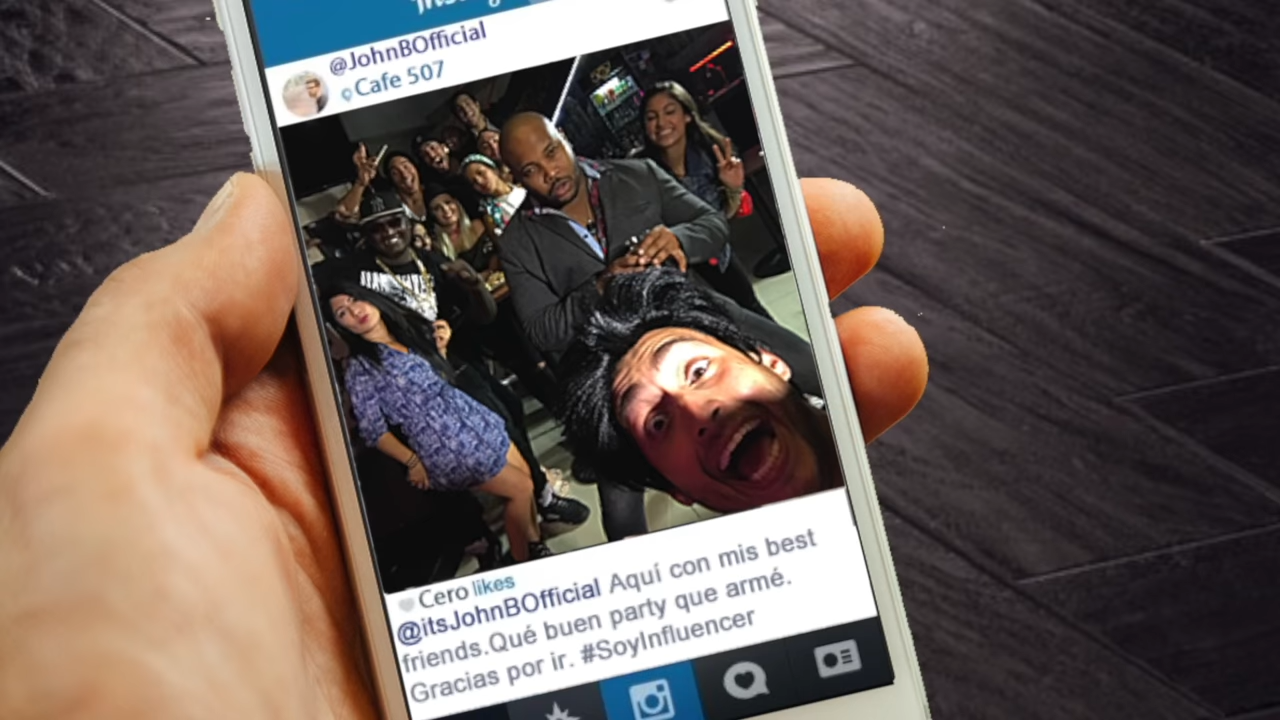 @JohnBOfficial
Cafe 507
Cero likes
@itsJohnBOfficial Aquí con mis best
friends.Qué buen party que armé.
Gracias por ir. #SoyInfluencer